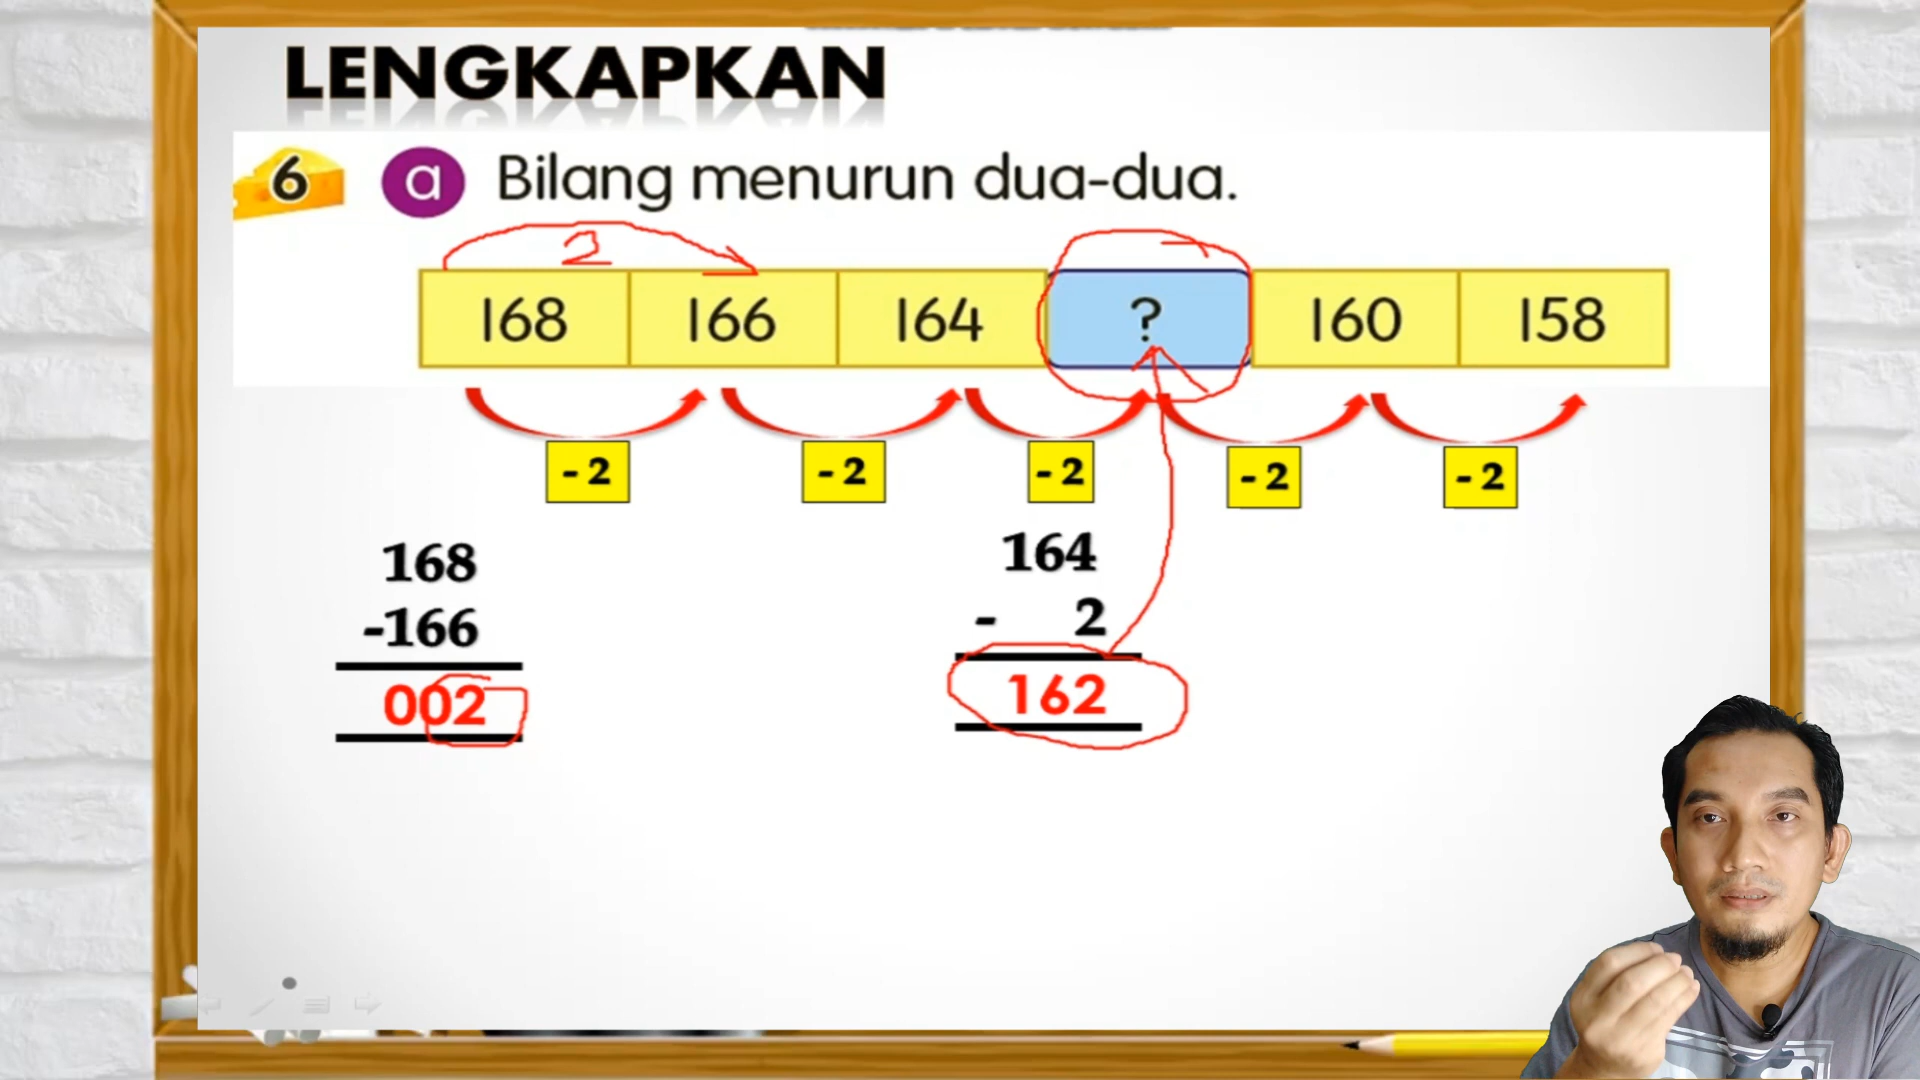 LENGKAPKAN
6 a Bilang menurun dua-dua.
2
168 166 164 ? 160 158
- 2 - 2 - 2 - 2 - 2
168
-166
002
164
- 2
162